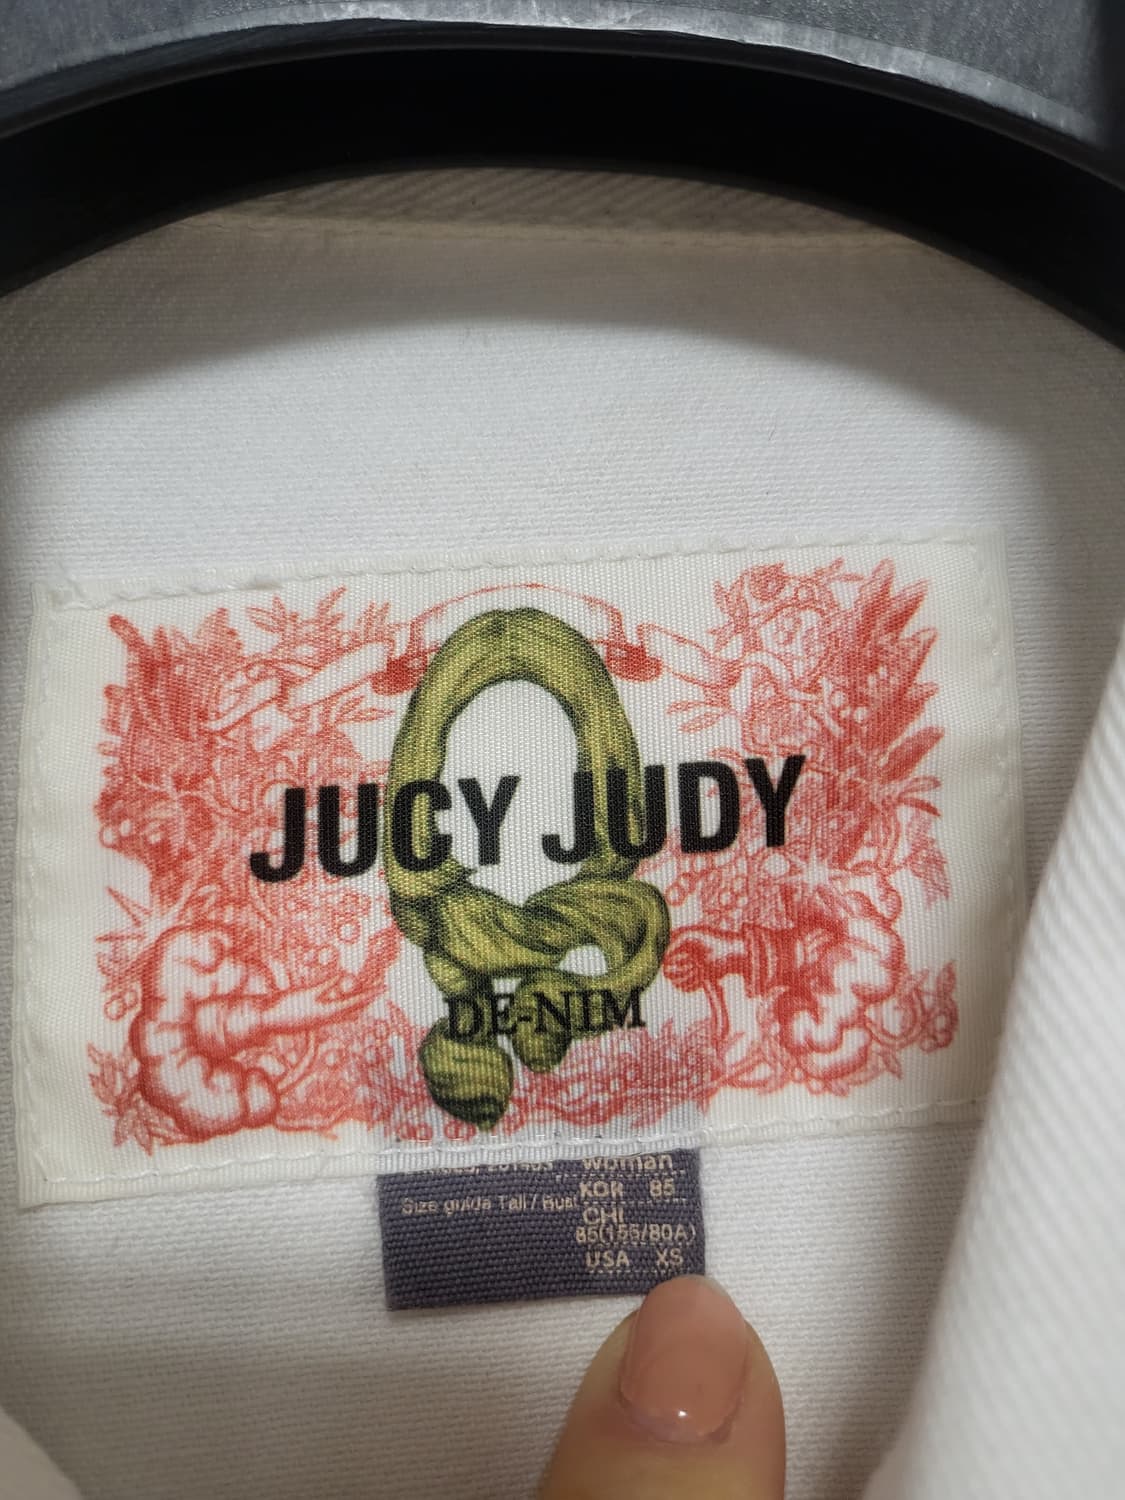 JUCY JUDY
DE-NIM
woman
Size guide Tall / Bust KOR 85
CHI
85(155/80A)
USA XS